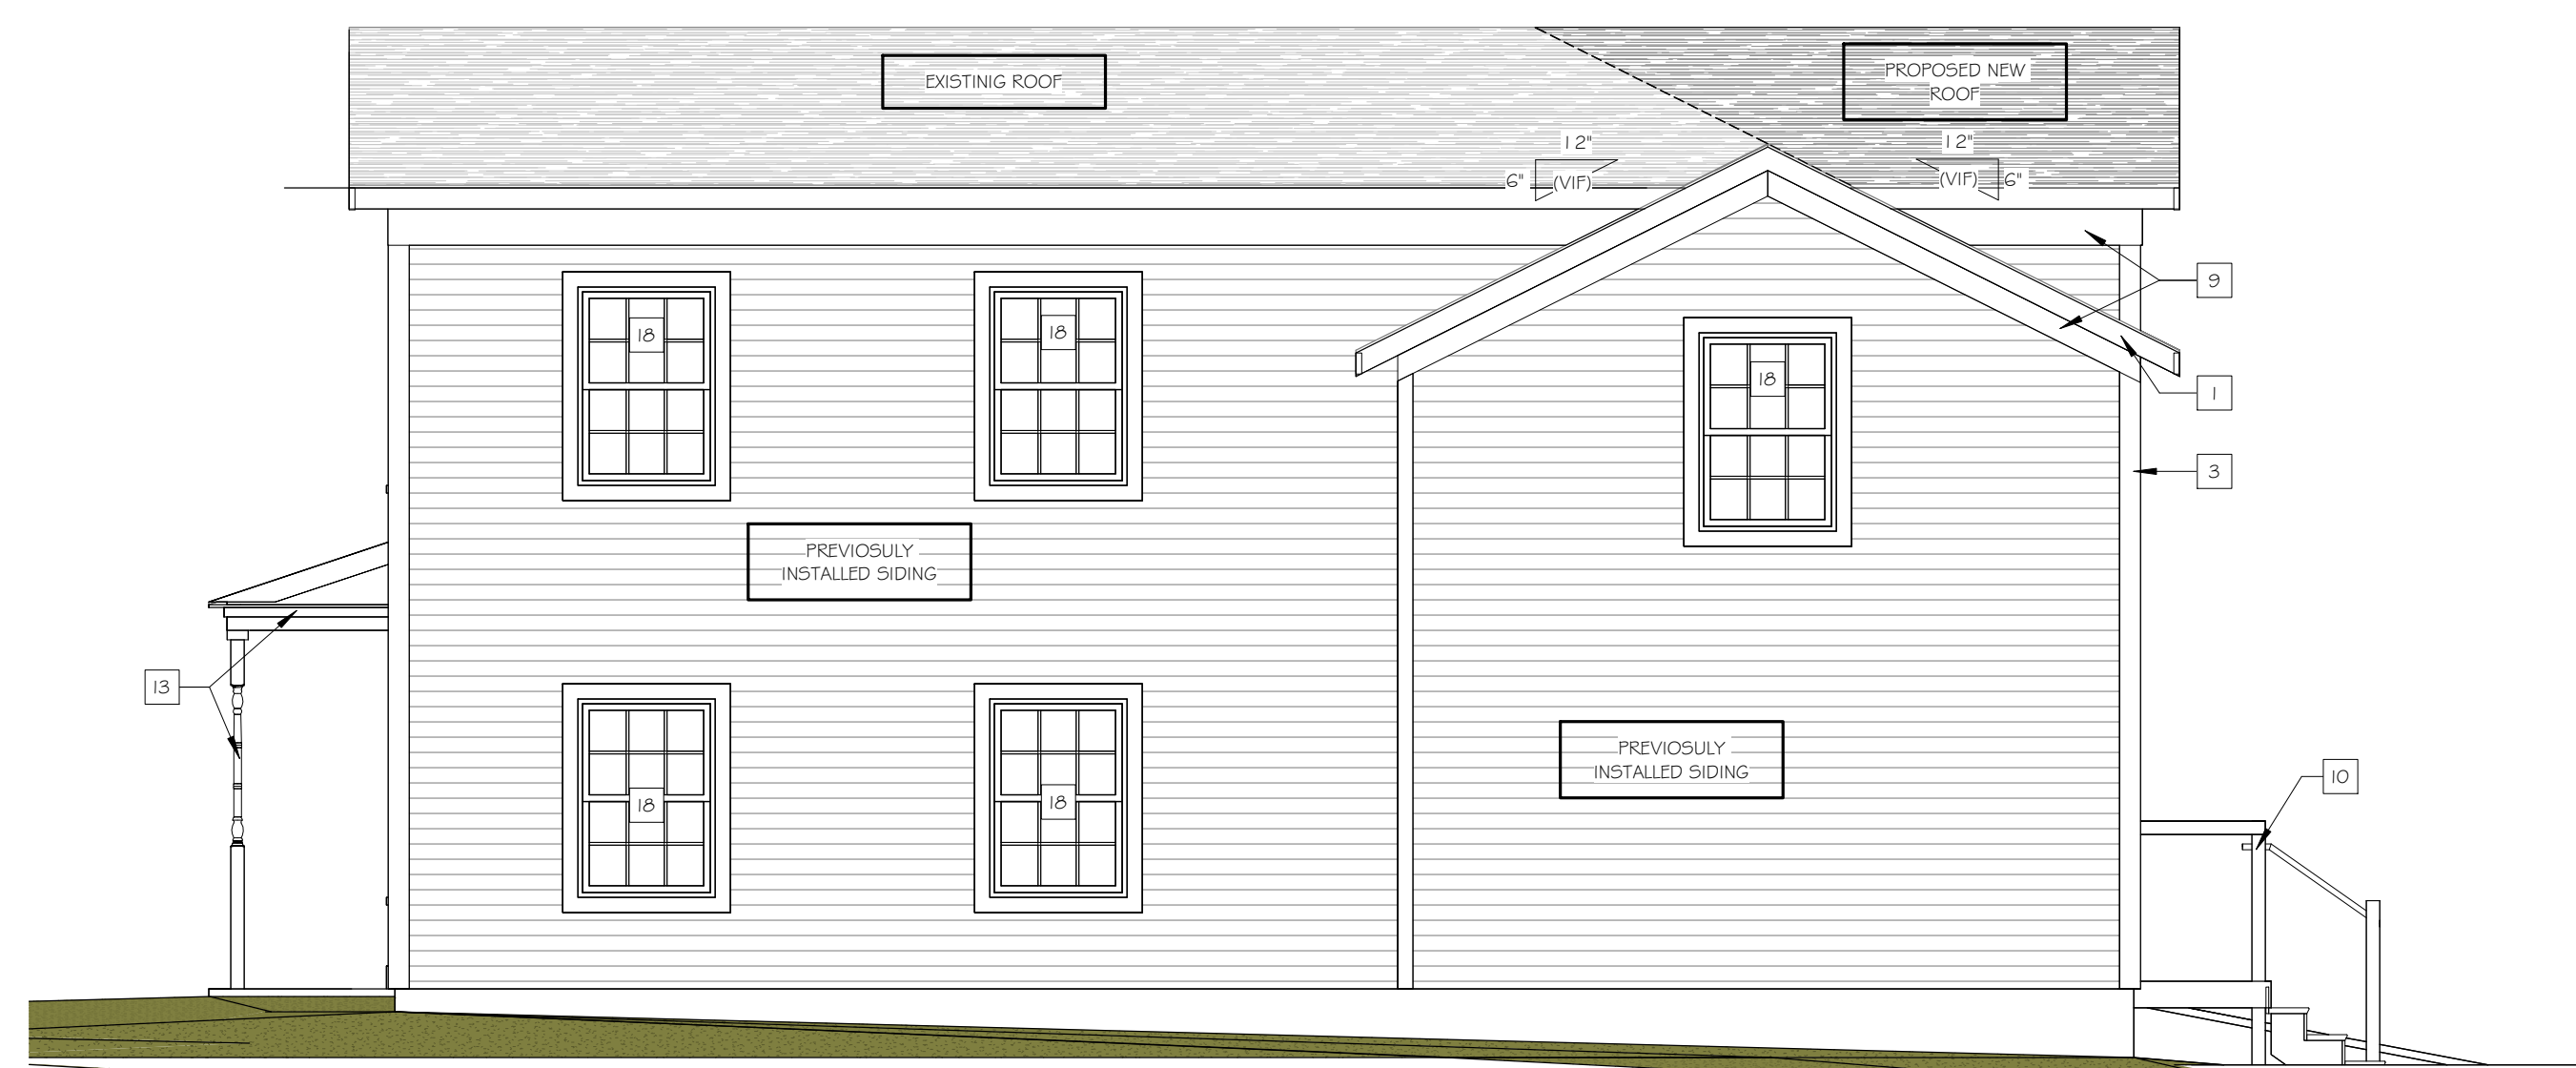 EXISTINIG ROOF
PROPOSED NEW
ROOF
12"
6"
(VIF)
12"
(VIF)
6"
9
18
18
18
1
3
PREVIOSULY
INSTALLED SIDING
13
PREVIOSULY
INSTALLED SIDING
10
18
18